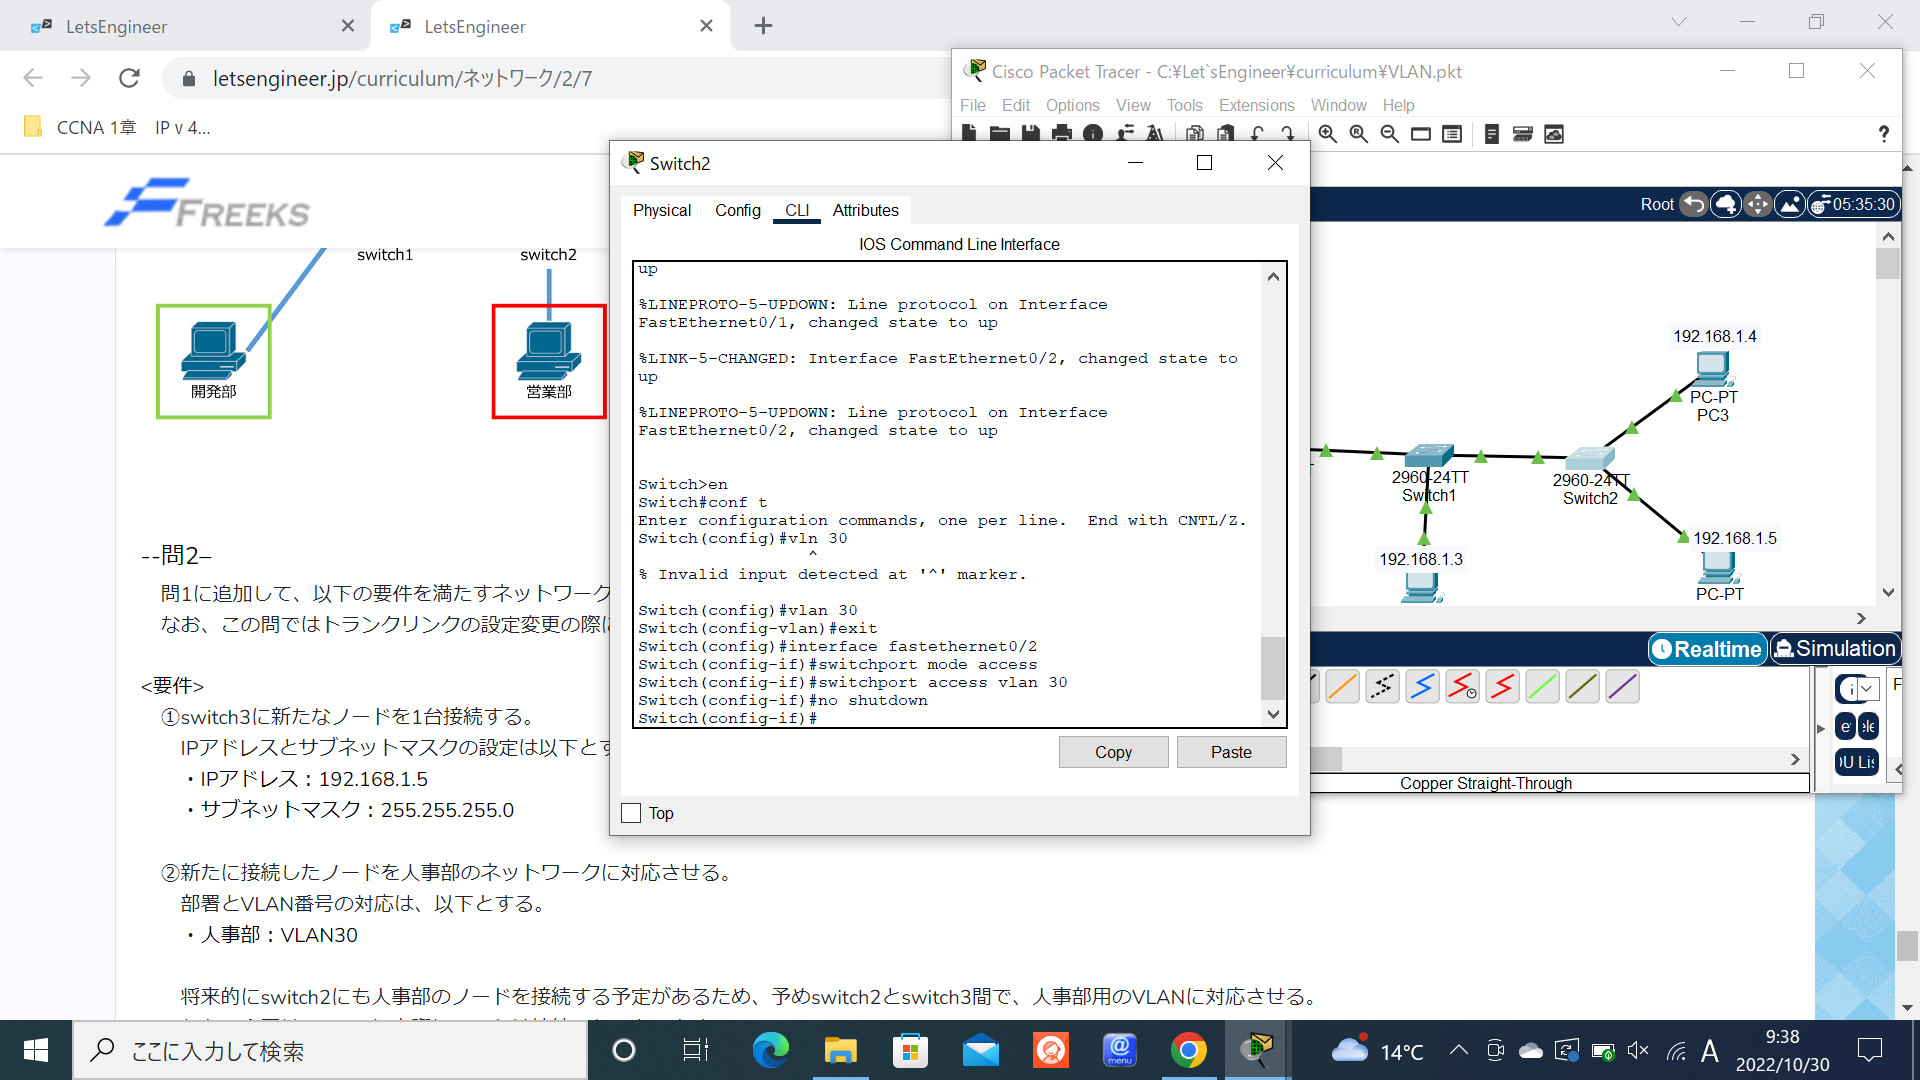 LetsEngineer
LetsEngineer
letsengineer.jp/curriculum/ネットワーク/2/7
CCNA 1章
IPｖ4...
FREEKS
switch1
switch2
開発部
営業部
--問2–
問1に追加して、以下の要件を満たすネットワーク
なお、この問ではトランクリンクの設定変更の際に
<要件>
①switch3に新たなノードを1台接続する。
IPアドレスとサブネットマスクの設定は以下とす
・IPアドレス：192.168.1.5
・サブネットマスク：255.255.255.0
②新たに接続したノードを人事部のネットワークに対応させる。
部署とVLAN番号の対応は、以下とする。
・人事部：VLAN30
将来的にswitch2にも人事部のノードを接続する予定があるため、予めswitch2とswitch3間で、人事部用のVLANに対応させる。
Cisco Packet Tracer - C:¥Let`sEngineer¥curriculum¥VLAN.pkt
File Edit Options View Tools Extensions Window Help
?
Root
05:35:30
192.168.1.4
PC-PT
PC3
2960-24TT
Switch1
2960-24TT
Switch2
192.168.1.3
192.168.1.5
PC-PT
Realtime
Simulation
Copper Straight-Through
Switch2
Physical Config CLI Attributes
IOS Command Line Interface
up
%LINEPROTO-5-UPDOWN: Line protocol on Interface
FastEthernet0/1, changed state to up
%LINK-5-CHANGED: Interface FastEthernet0/2, changed state to
up
%LINEPROTO-5-UPDOWN: Line protocol on Interface
FastEthernet0/2, changed state to up
Switch>en
Switch#conf t
Enter configuration commands, one per line.  End with CNTL/Z.
Switch(config)#vln 30
^
% Invalid input detected at '^' marker.
Switch(config)#vlan 30
Switch(config-vlan)#exit
Switch(config)#interface fastethernet0/2
Switch(config-if)#switchport mode access
Switch(config-if)#switchport access vlan 30
Switch(config-if)#no shutdown
Switch(config-if)#
Copy
Paste
Top
ここに入力して検索
@
menu
14°C
A
9:38
2022/10/30